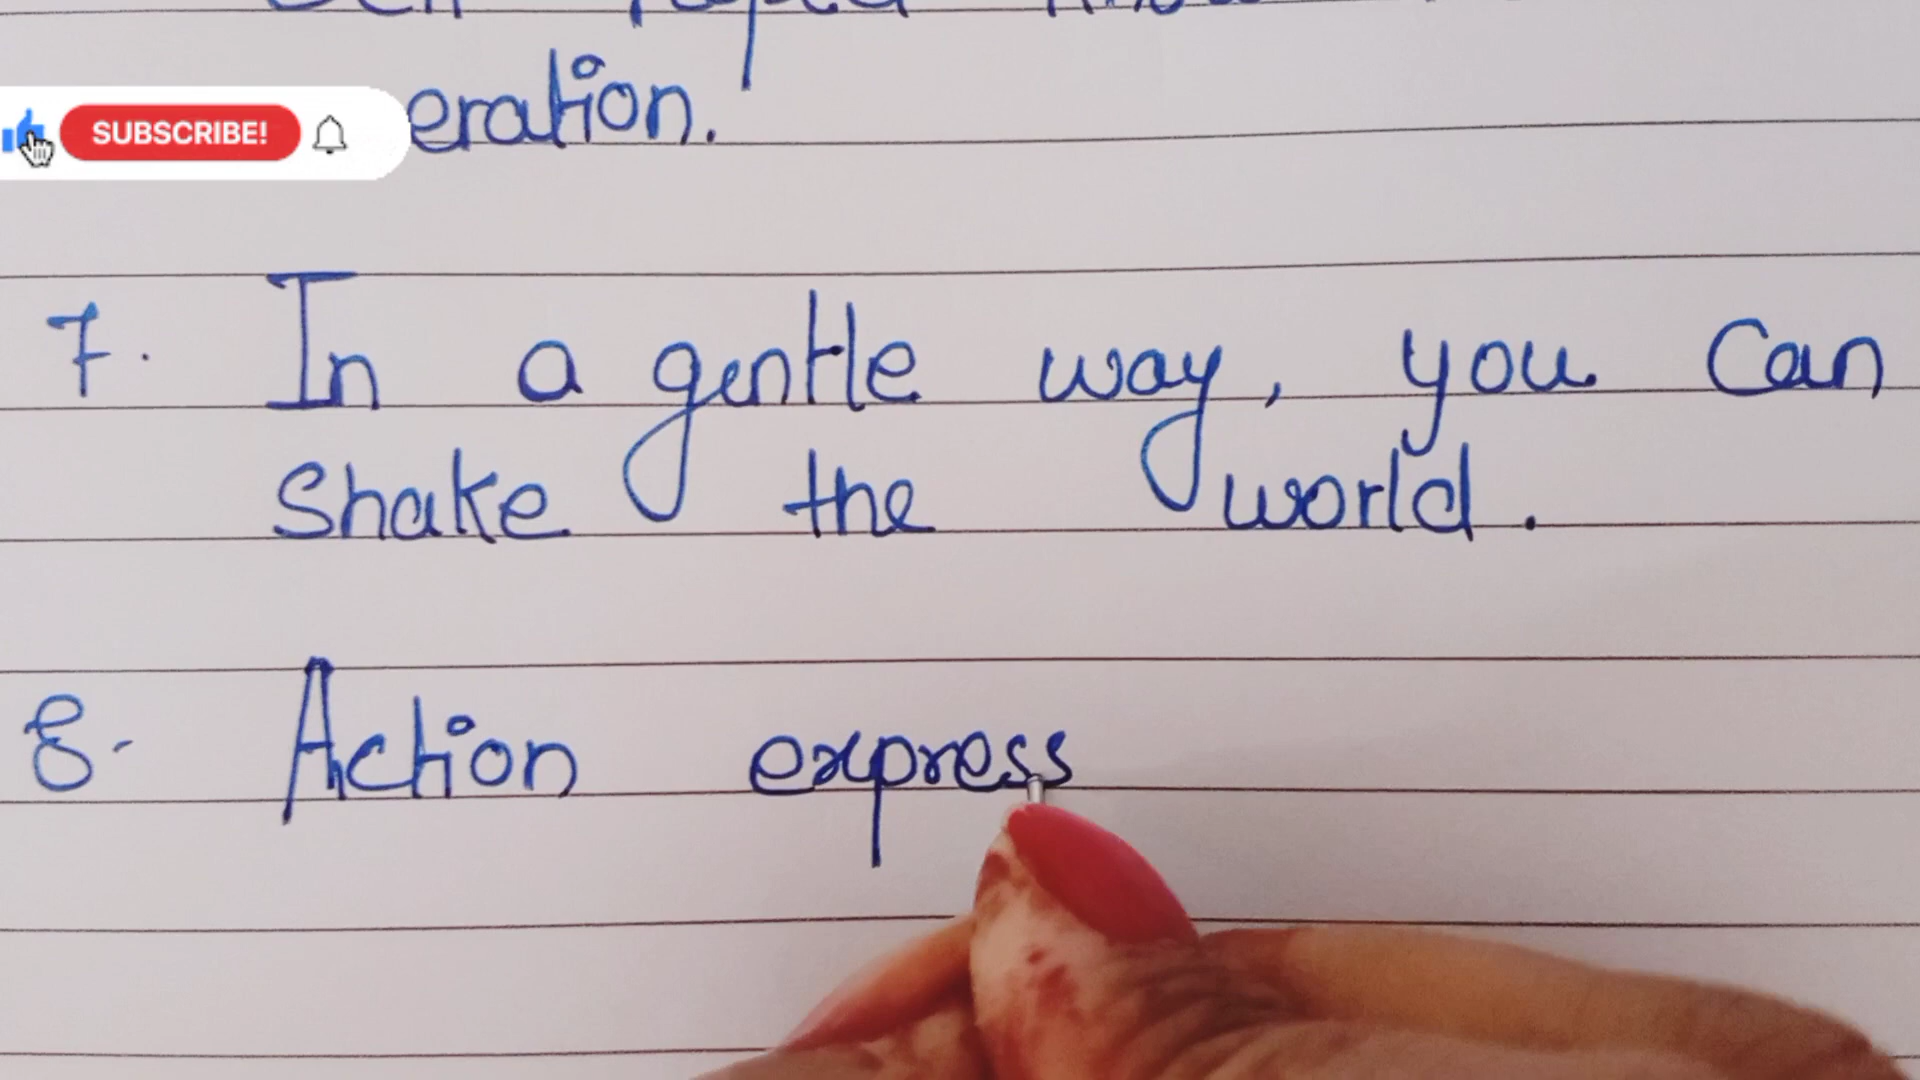 eration.
SUBSCRIBE!
7. In a gentle way, you can
shake the world.
8. Action express